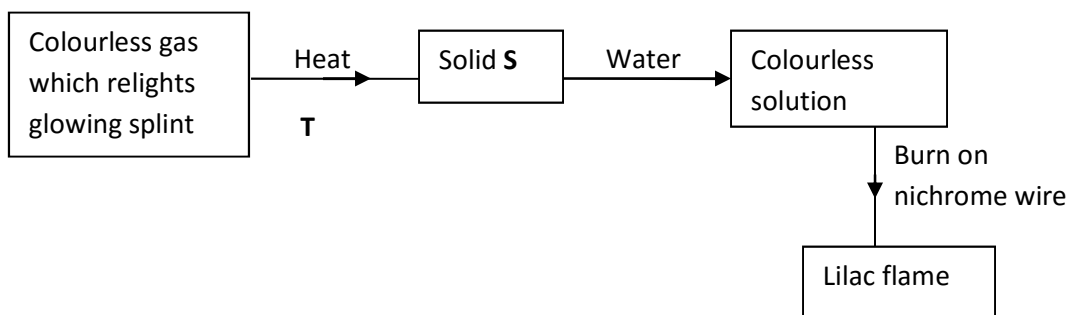 Colourless gas
which relights
glowing splint
Heat
T
Solid S
Water
Colourless
solution
Burn on
nichrome wire
Lilac flame